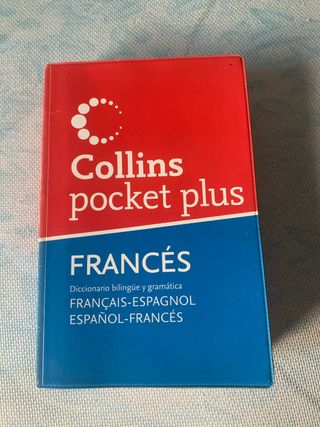 Collins
pocket plus
FRANCÉS
Diccionario bilingüe y gramática
FRANÇAIS-ESPAGNOL
ESPAÑOL-FRANCÉS